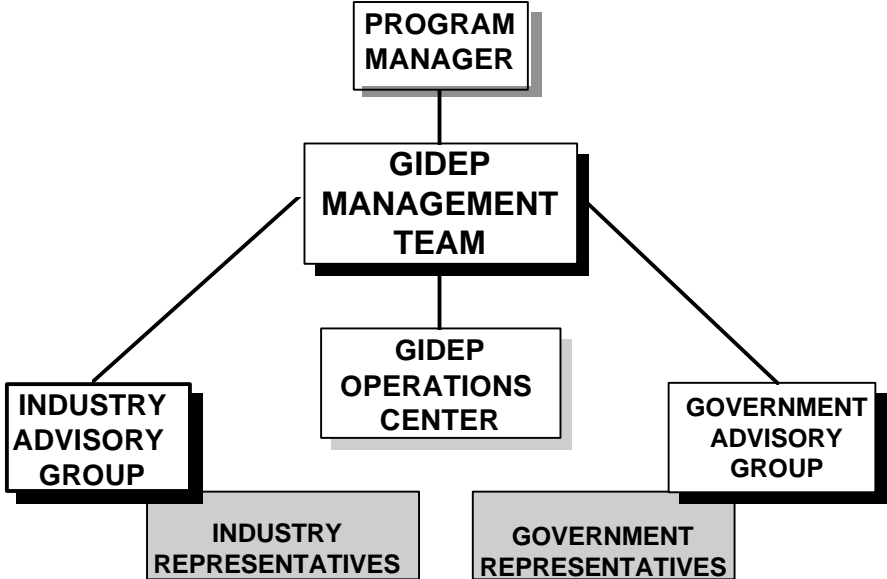 PROGRAM
MANAGER
GIDEP
MANAGEMENT
TEAM
GIDEP
OPERATIONS
CENTER
INDUSTRY
ADVISORY
GROUP
GOVERNMENT
ADVISORY
GROUP
INDUSTRY
REPRESENTATIVES
GOVERNMENT
REPRESENTATIVES